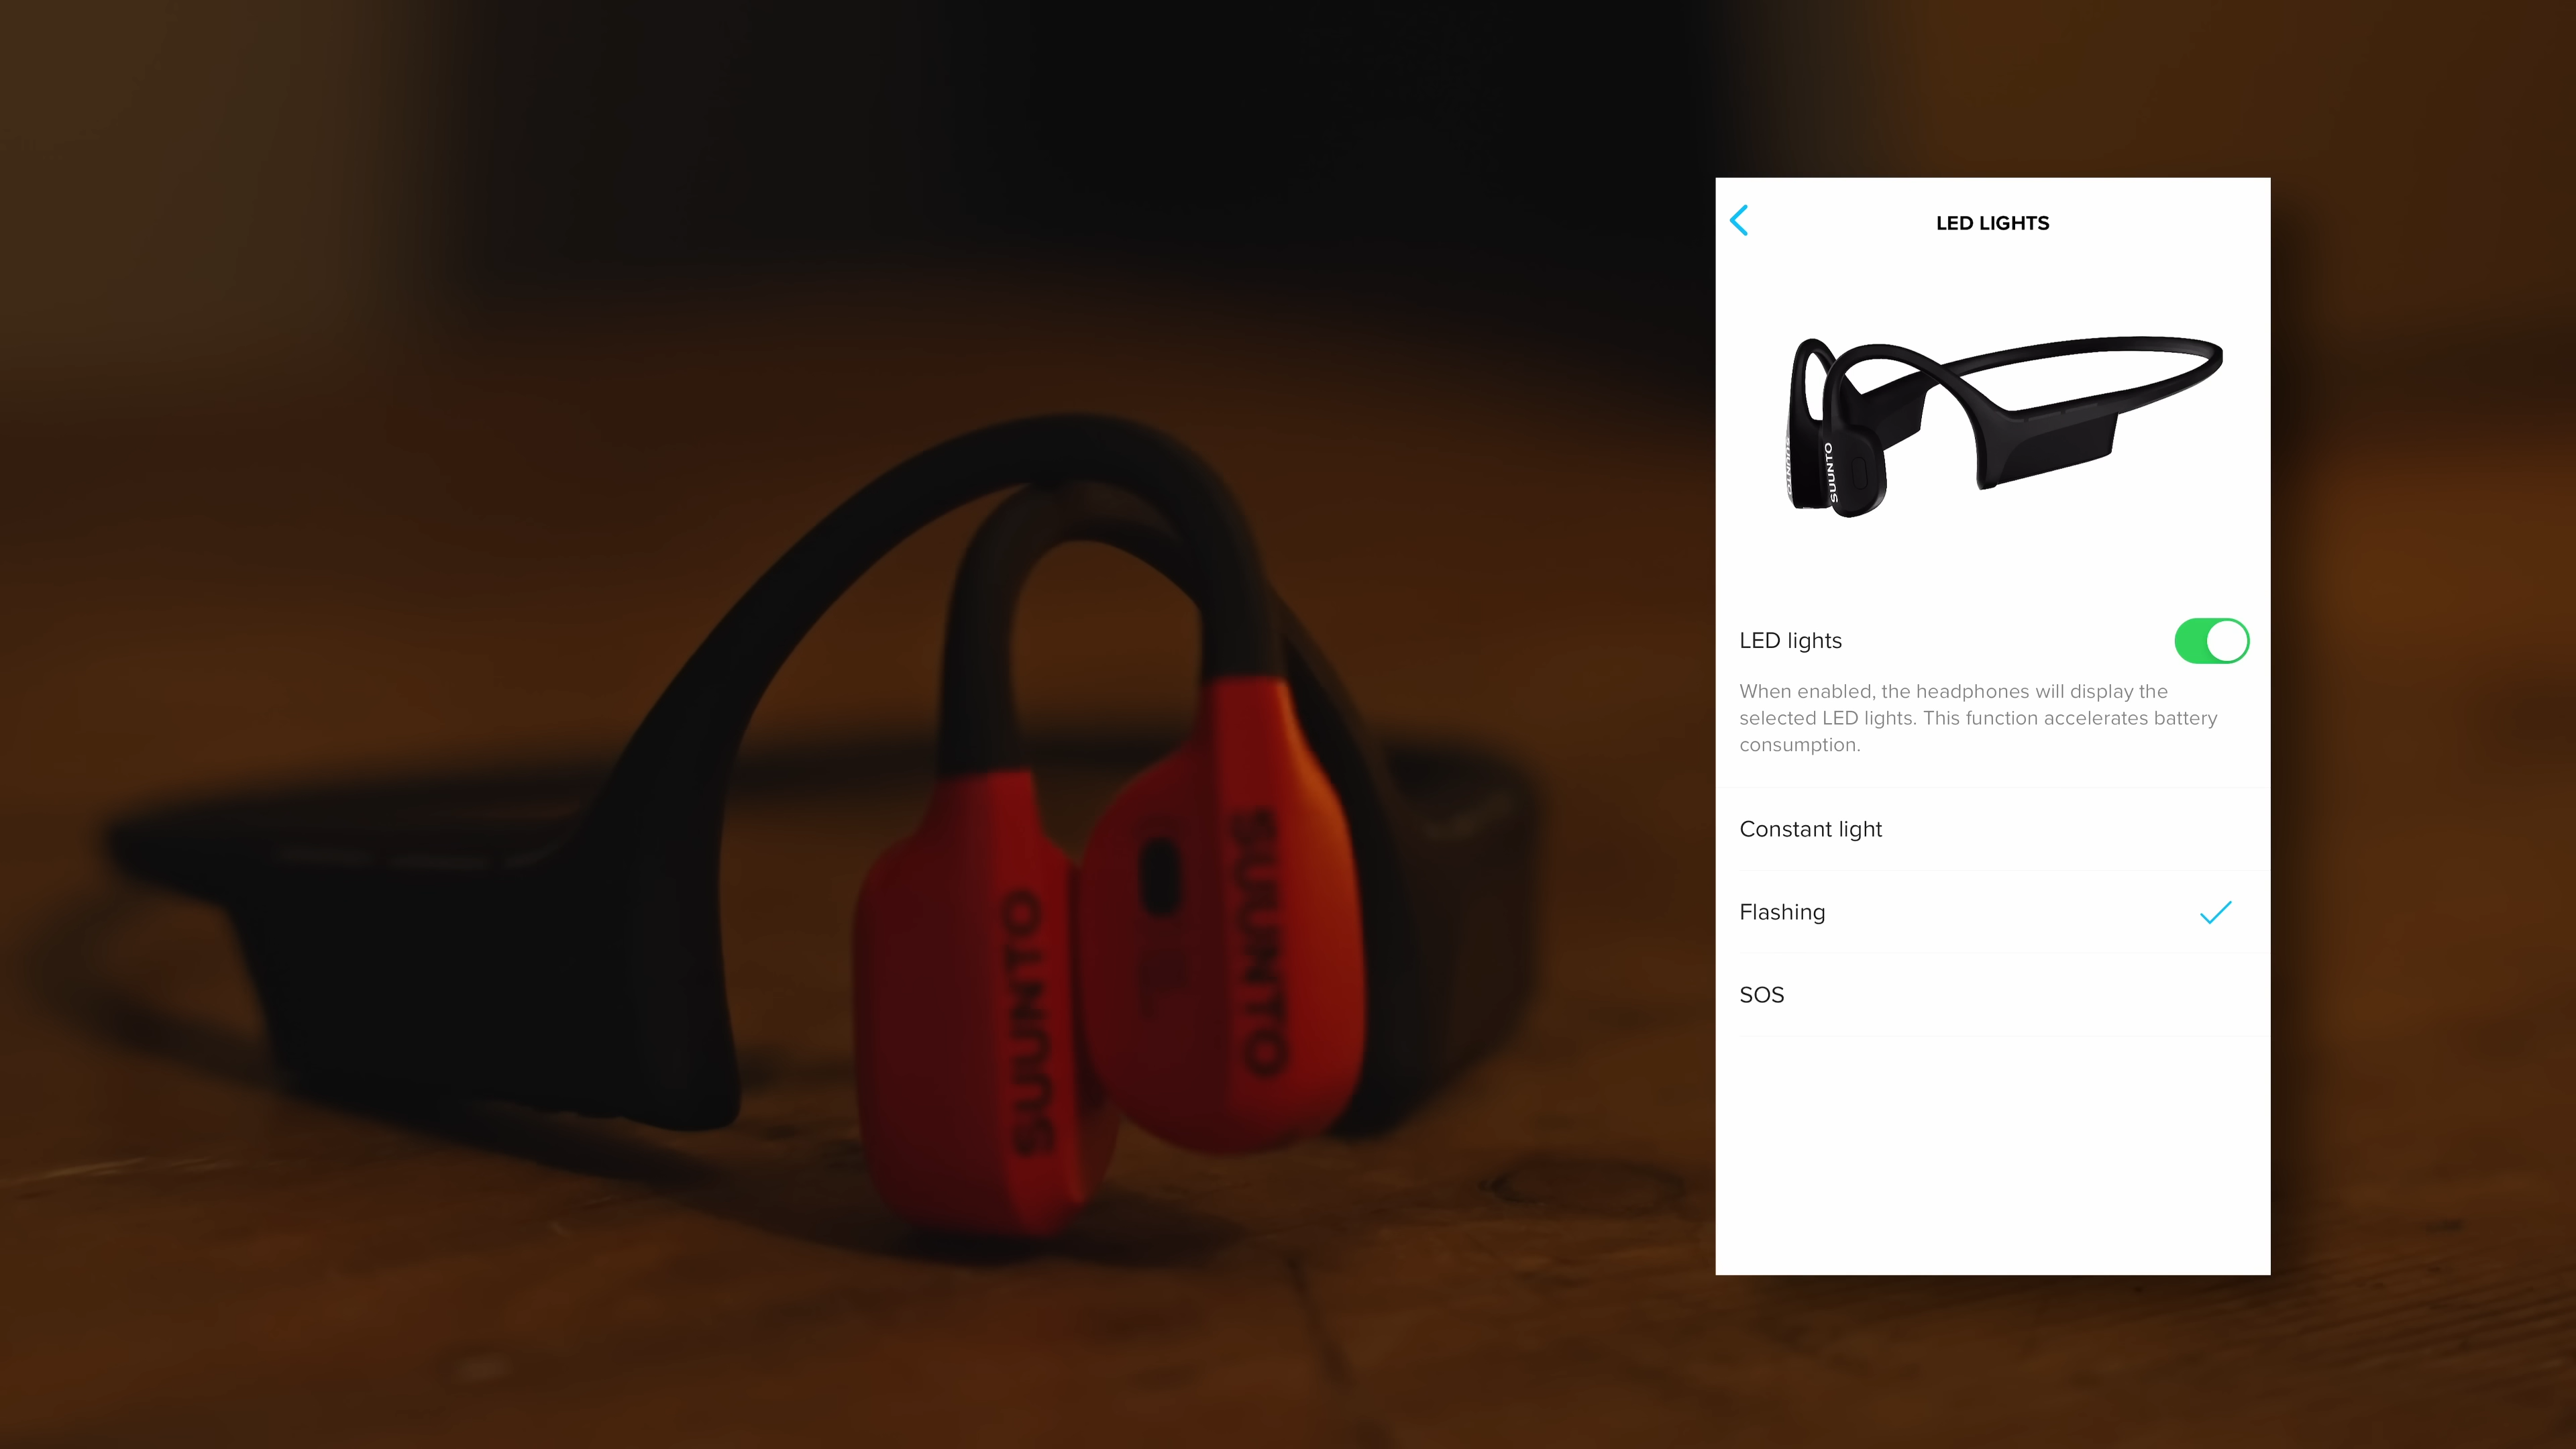 LED LIGHTS
SUUNTO
SUUNTO
LED lights
When enabled, the headphones will display the
selected LED lights. This function accelerates battery
consumption.
Constant light
Flashing
SOS
SUUNTO
SUUNTO